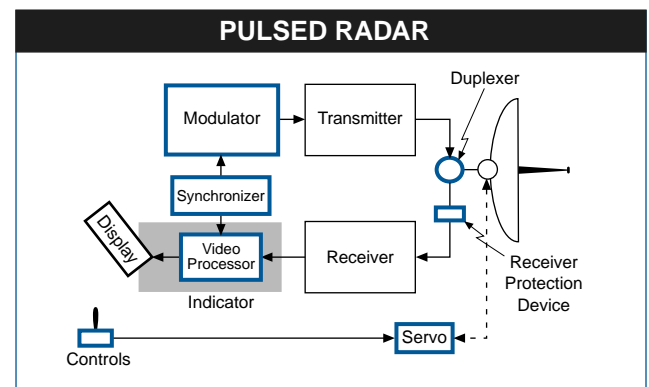 PULSED RADAR
Duplexer
Modulator
Transmitter
Synchronizer
Display
Video
Processor
Receiver
Indicator
Receiver
Protection
Device
Servo
Controls